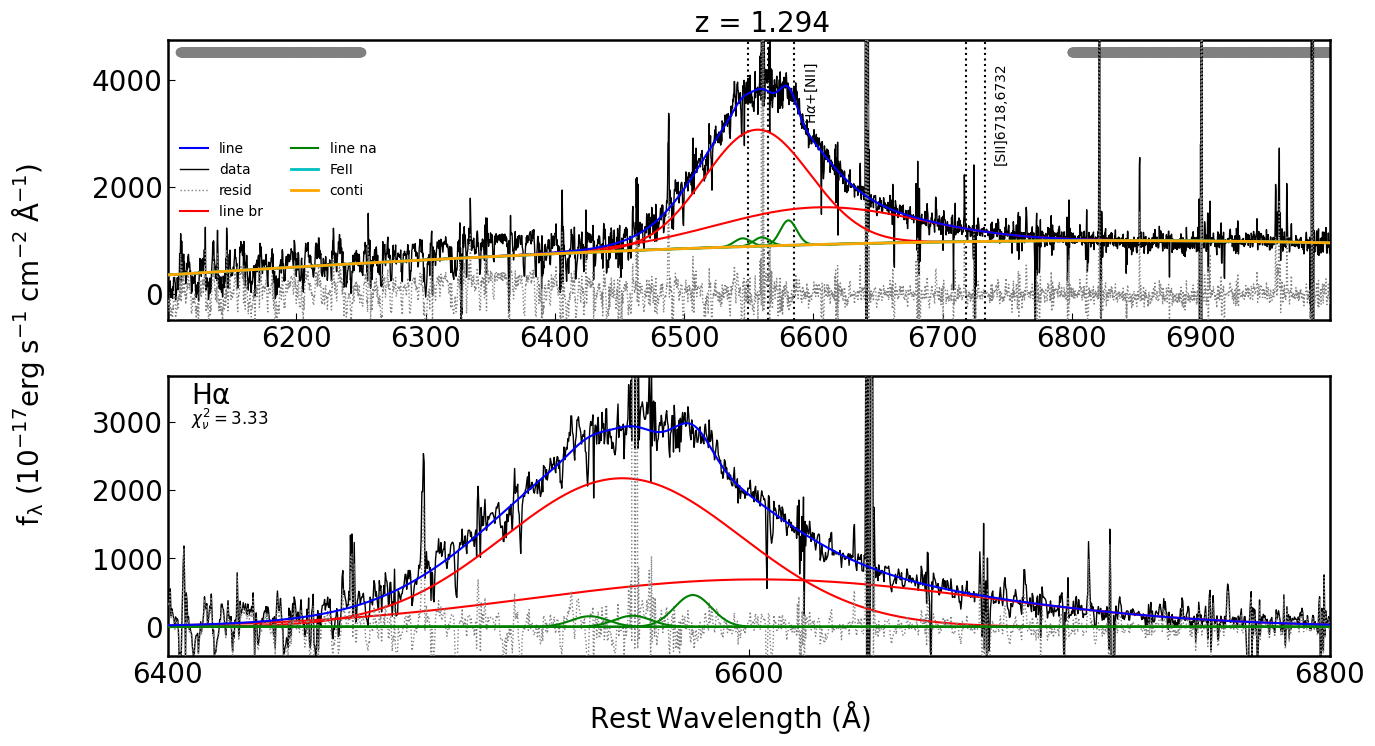 z = 1.294
4000
2000
0
line
data
resid
line br
line na
FeII
conti
Hα+[NII]
[SII]6718,6732
6200 6300 6400 6500 6600 6700 6800 6900
f_λ (10⁻¹⁷erg s⁻¹ cm⁻² Å⁻¹)
Hα
χ²_ν = 3.33
3000
2000
1000
0
6400 6600 6800
Rest Wavelength (Å)